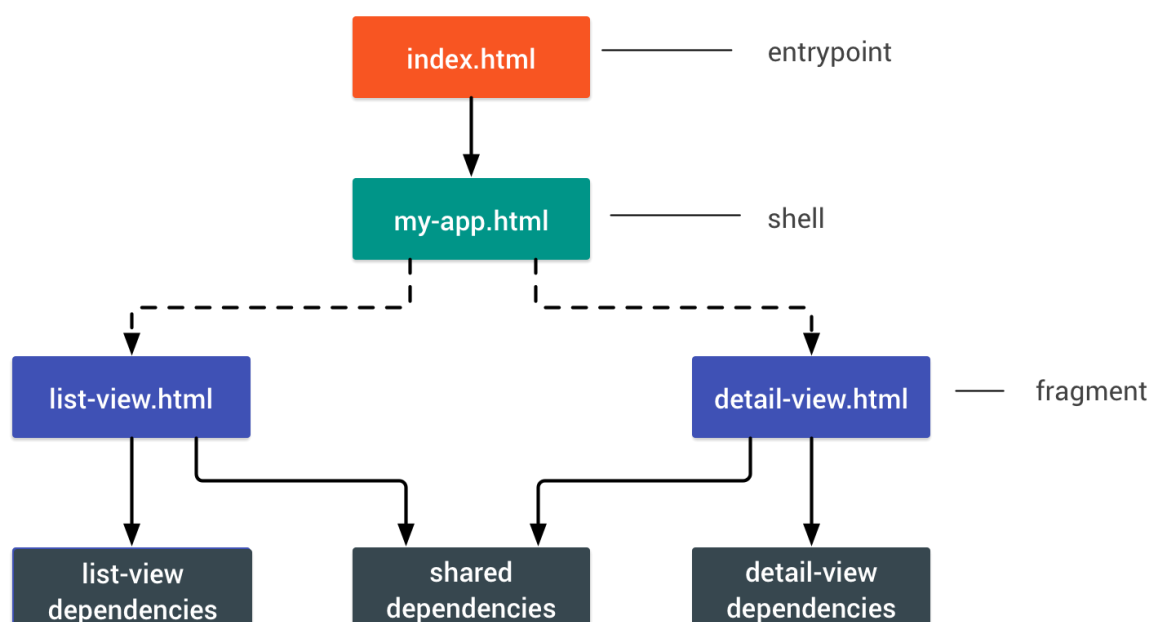 index.html
entrypoint
my-app.html
shell
list-view.html
detail-view.html
fragment
list-view
dependencies
shared
dependencies
detail-view
dependencies